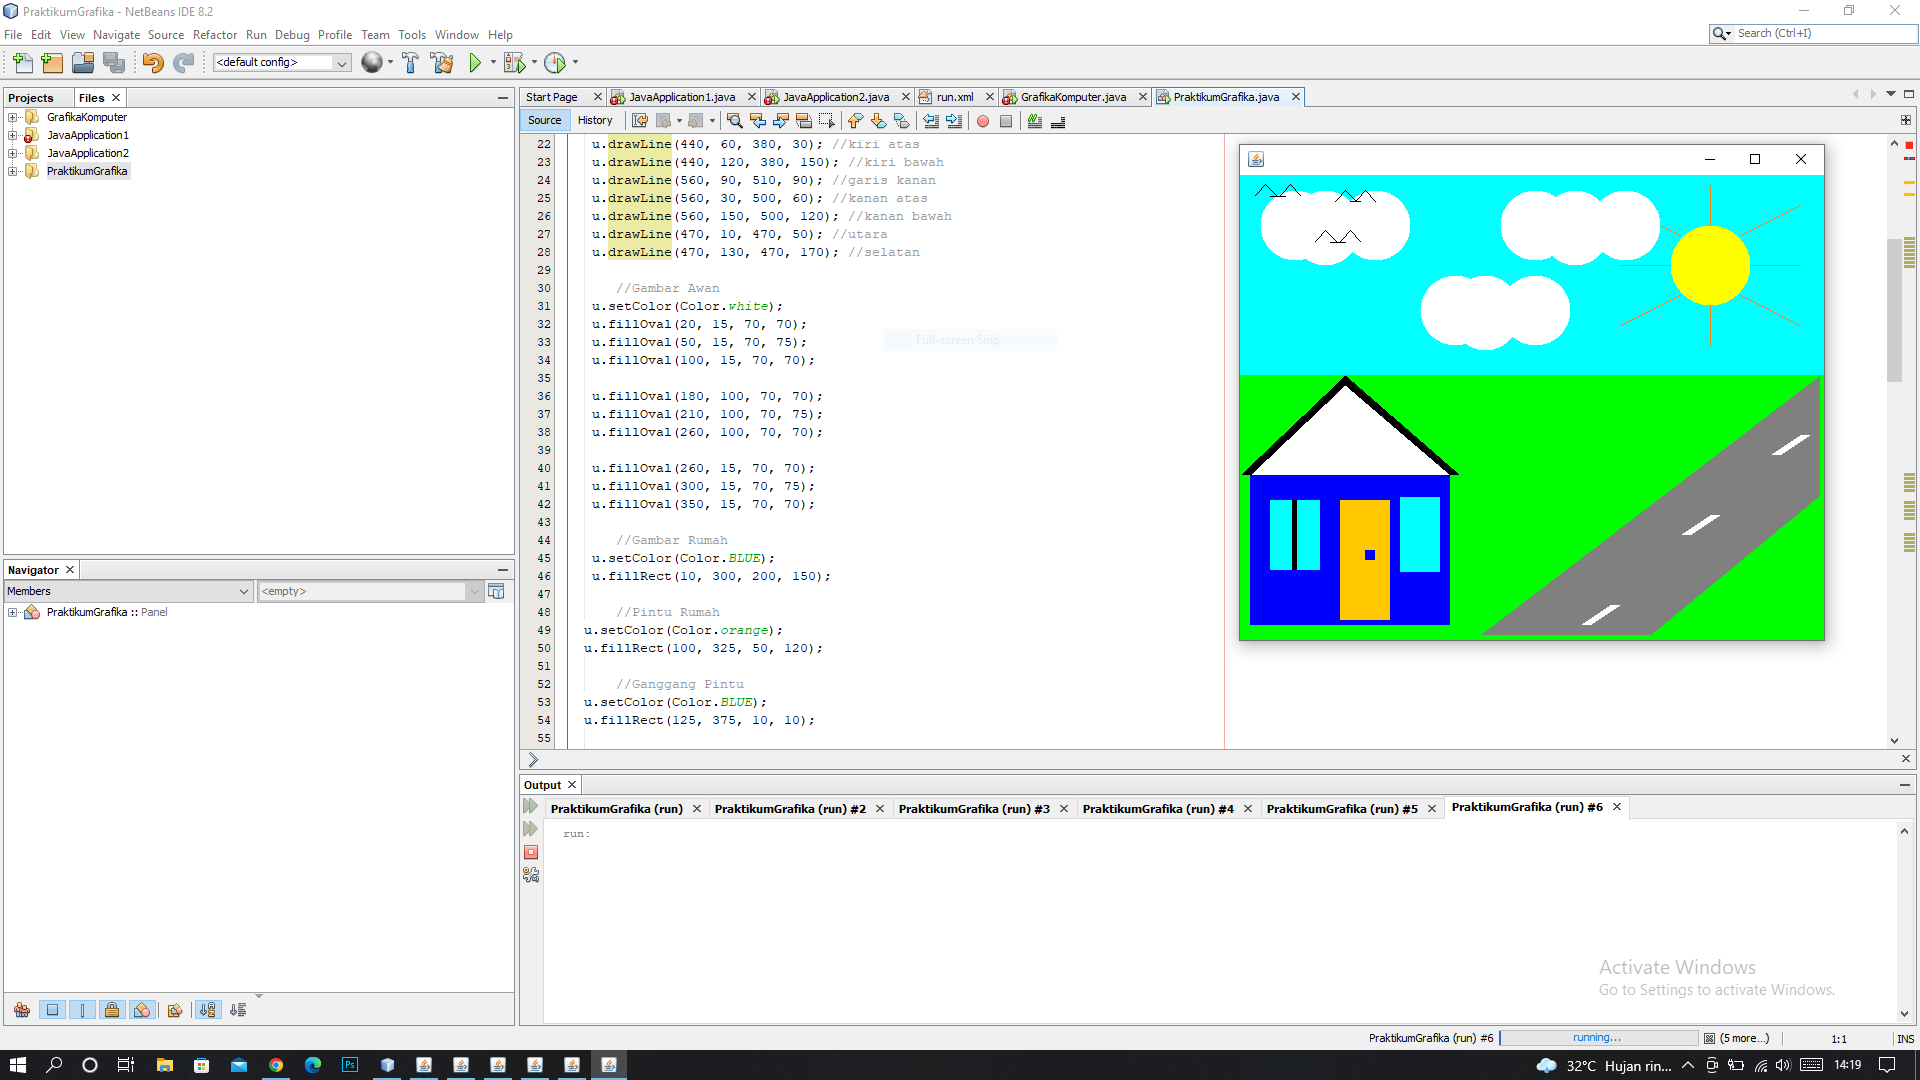 PraktikumGrafika - NetBeans IDE 8.2
File Edit View Navigate Source Refactor Run Debug Profile Team Tools Window Help
Search (Ctrl+I)
<default config>
Projects Files
GrafikaKomputer
JavaApplication1
JavaApplication2
PraktikumGrafika
Navigator
Members <empty>
PraktikumGrafika :: Panel
Start Page JavaApplication1.java JavaApplication2.java run.xml GrafikaKomputer.java PraktikumGrafika.java
Source History
22 u.drawLine(440, 60, 380, 30); //kiri atas
23 u.drawLine(440, 120, 380, 150); //kiri bawah
24 u.drawLine(560, 90, 510, 90); //garis kanan
25 u.drawLine(560, 30, 500, 60); //kanan atas
26 u.drawLine(560, 150, 500, 120); //kanan bawah
27 u.drawLine(470, 10, 470, 50); //utara
28 u.drawLine(470, 130, 470, 170); //selatan
29
30 //Gambar Awan
31 u.setColor(Color.white);
32 u.fillOval(20, 15, 70, 70);
33 u.fillOval(50, 15, 70, 75);
34 u.fillOval(100, 15, 70, 70);
35
36 u.fillOval(180, 100, 70, 70);
37 u.fillOval(210, 100, 70, 75);
38 u.fillOval(260, 100, 70, 70);
39
40 u.fillOval(260, 15, 70, 70);
41 u.fillOval(300, 15, 70, 75);
42 u.fillOval(350, 15, 70, 70);
43
44 //Gambar Rumah
45 u.setColor(Color.BLUE);
46 u.fillRect(10, 300, 200, 150);
47
48 //Pintu Rumah
49 u.setColor(Color.orange);
50 u.fillRect(100, 325, 50, 120);
51
52 //Ganggang Pintu
53 u.setColor(Color.BLUE);
54 u.fillRect(125, 375, 10, 10);
55
Full-screen Snip
Output
PraktikumGrafika (run) PraktikumGrafika (run) #2 PraktikumGrafika (run) #3 PraktikumGrafika (run) #4 PraktikumGrafika (run) #5 PraktikumGrafika (run) #6
run:
Activate Windows
Go to Settings to activate Windows.
PraktikumGrafika (run) #6 running... (5 more...) 1:1 INS
Ps
32°C Hujan rin... 14:19